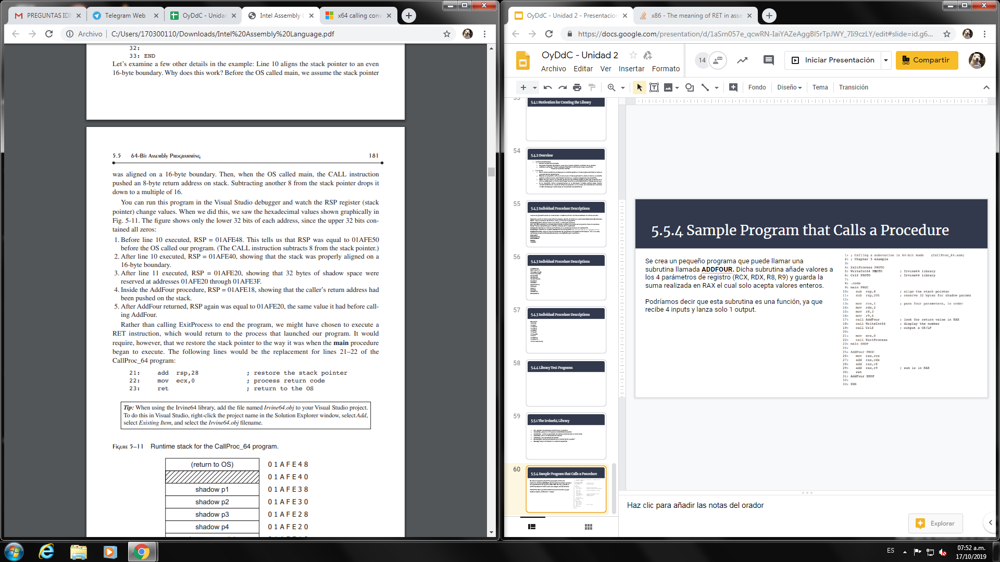 PREGUNTAS IDI
Telegram Web
OyDdC - Unida
Intel Assembly L
x64 calling conv
Archivo
C:/Users/170300110/Downloads/Intel%20Assembly%20Language.pdf
32:
33: END
Let's examine a few other details in the example: Line 10 aligns the stack pointer to an even
16-byte boundary. Why does this work? Before the OS called main, we assume the stack pointer
5.5 64-Bit Assembly Programming 181
was aligned on a 16-byte boundary. Then, when the OS called main, the CALL instruction
pushed an 8-byte return address on stack. Subtracting another 8 from the stack pointer drops it
down to a multiple of 16.
You can run this program in the Visual Studio debugger and watch the RSP register (stack
pointer) change values. When we did this, we saw the hexadecimal values shown graphically in
Fig. 5-11. The figure shows only the lower 32 bits of each address, since the upper 32 bits con-
tained all zeros:
1. Before line 10 executed, RSP = 01AFE48. This tells us that RSP was equal to 01AFE50
before the OS called our program. (The CALL instruction subtracts 8 from the stack pointer.)
2. After line 10 executed, RSP = 01AFE40, showing that the stack was properly aligned on a
16-byte boundary.
3. After line 11 executed, RSP = 01AFE20, showing that 32 bytes of shadow space were
reserved at addresses 01AFE20 through 01AFE3F.
4. Inside the AddFour procedure, RSP = 01AFE18, showing that the caller's return address had
been pushed on the stack.
5. After AddFour returned, RSP again was equal to 01AFE20, the same value it had before call-
ing AddFour.
Rather than calling ExitProcess to end the program, we might have chosen to execute a
RET instruction, which would return to the process that launched our program. It would
require, however, that we restore the stack pointer to the way it was when the main procedure
began to execute. The following lines would be the replacement for lines 21–22 of the
CallProc_64 program:
21: add rsp,28 ; restore the stack pointer
22: mov ecx,0 ; process return code
23: ret ; return to the OS
Tip: When using the Irvine64 library, add the file named Irvine64.obj to your Visual Studio project.
To do this in Visual Studio, right-click the project name in the Solution Explorer window, select Add,
select Existing Item, and select the Irvine64.obj filename.
Figure 5–11 Runtime stack for the CallProc_64 program.
(return to OS) 01AFE48
01AFE40
shadow p1 01AFE38
shadow p2 01AFE30
shadow p3 01AFE28
shadow p4 01AFE20
OyDdC - Unidad 2 - Presentacion
x86 - The meaning of RET in asse
https://docs.google.com/presentation/d/1aSrn057e_qcwRN-IaiYAZeAggBl5rTpJWY_7Ii9czLY/edit#slide=id.g6...
OyDdC - Unidad 2
Archivo Editar Ver Insertar Formato
14
Iniciar Presentación
Compartir
Fondo Diseño Tema Transición
53
5.4.1 Motivation for Creating the Library
54
5.4.2 Overview
55
5.4.3 Individual Procedure Descriptions
56
5.4.3 Individual Procedure Descriptions
57
5.4.3 Individual Procedure Descriptions
58
5.4.4 Library Test Programs
59
5.5.1 The Irvine64 Library
60
5.5.4 Sample Program that Calls a Procedure
5.5.4 Sample Program that Calls a Procedure
Se crea un pequeño programa que puede llamar una
subrutina llamada ADDFOUR. Dicha subrutina añade valores a
los 4 parámetros de registro (RCX, RDX, R8, R9) y guarda la
suma realizada en RAX el cual solo acepta valores enteros.
Podríamos decir que esta subrutina es una función, ya que
recibe 4 inputs y lanza solo 1 output.
1: ; Calling a subroutine in 64-bit mode (CallProc_64.asm)
2: ; Chapter 5 example
3:
4: ExitProcess PROTO
5: WriteInt64 PROTO ; Irvine64 library
6: Crlf PROTO ; Irvine64 library
7:
8: .code
9: main PROC
10: sub rsp,8 ; align the stack pointer
11: sub rsp,20h ; reserve 32 bytes for shadow params
12:
13: mov rcx,1 ; pass four parameters, in order
14: mov rdx,2
15: mov r8,3
16: mov r9,4
17: call AddFour ; look for return value in RAX
18: call WriteInt64 ; display the number
19: call Crlf ; output a CR/LF
20:
21: mov ecx,0
22: call ExitProcess
23: main ENDP
24:
25: AddFour PROC
26: mov rax,rcx
27: add rax,rdx
28: add rax,r8
29: add rax,r9 ; sum is in RAX
30: ret
31: AddFour ENDP
32:
33: END
Haz clic para añadir las notas del orador
Explorar
ES
07:52 a.m.
17/10/2019